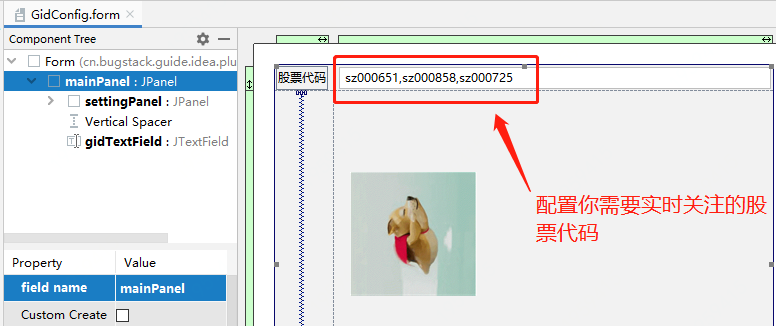 GidConfig.form
Component Tree
Form (cn.bugstack.guide.idea.plu
mainPanel : JPanel
settingPanel : JPanel
Vertical Spacer
gidTextField : JTextField
Property Value
field name mainPanel
Custom Create
股票代码 sz000651,sz000858,sz000725
配置你需要实时关注的股
票代码